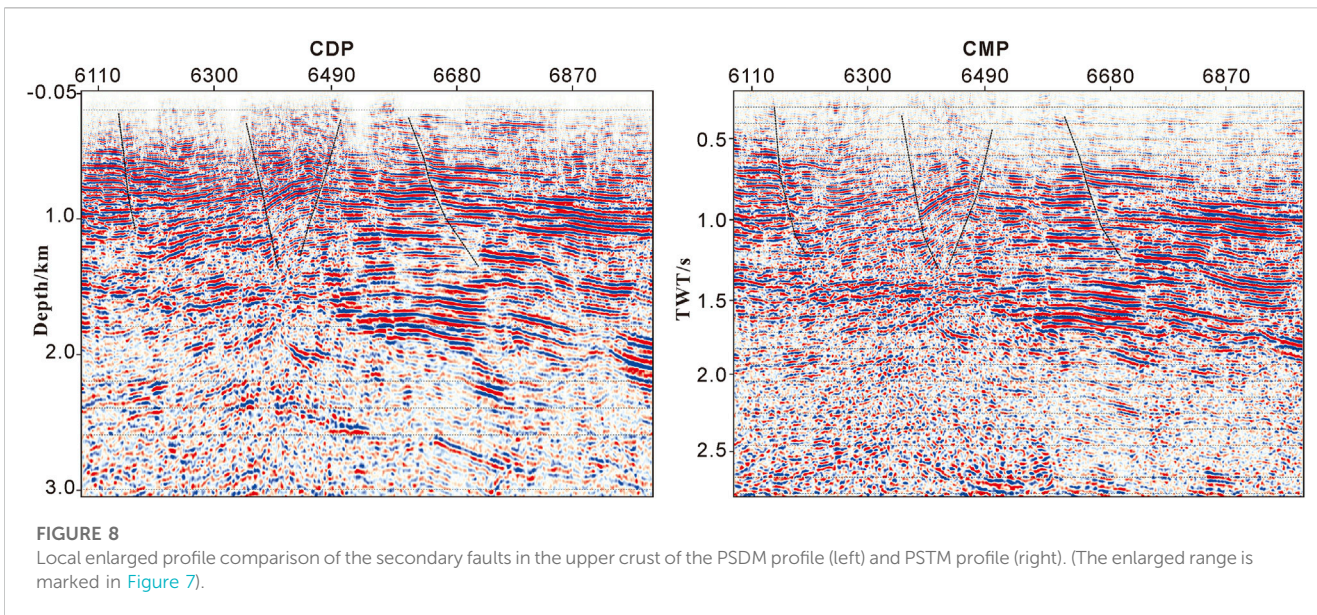 CDP
6110 6300 6490 6680 6870
-0.05
1.0
2.0
3.0
Depth/km
CMP
6110 6300 6490 6680 6870
0.5
1.0
1.5
2.0
2.5
TWT/s
FIGURE 8
Local enlarged profile comparison of the secondary faults in the upper crust of the PSDM profile (left) and PSTM profile (right). (The enlarged range is
marked in Figure 7).